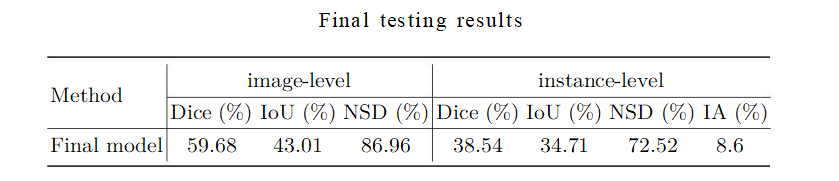 Final testing results
Method image-level instance-level
Dice (%) IoU (%) NSD (%) Dice (%) IoU (%) NSD (%) IA (%)
Final model 59.68 43.01 86.96 38.54 34.71 72.52 8.6